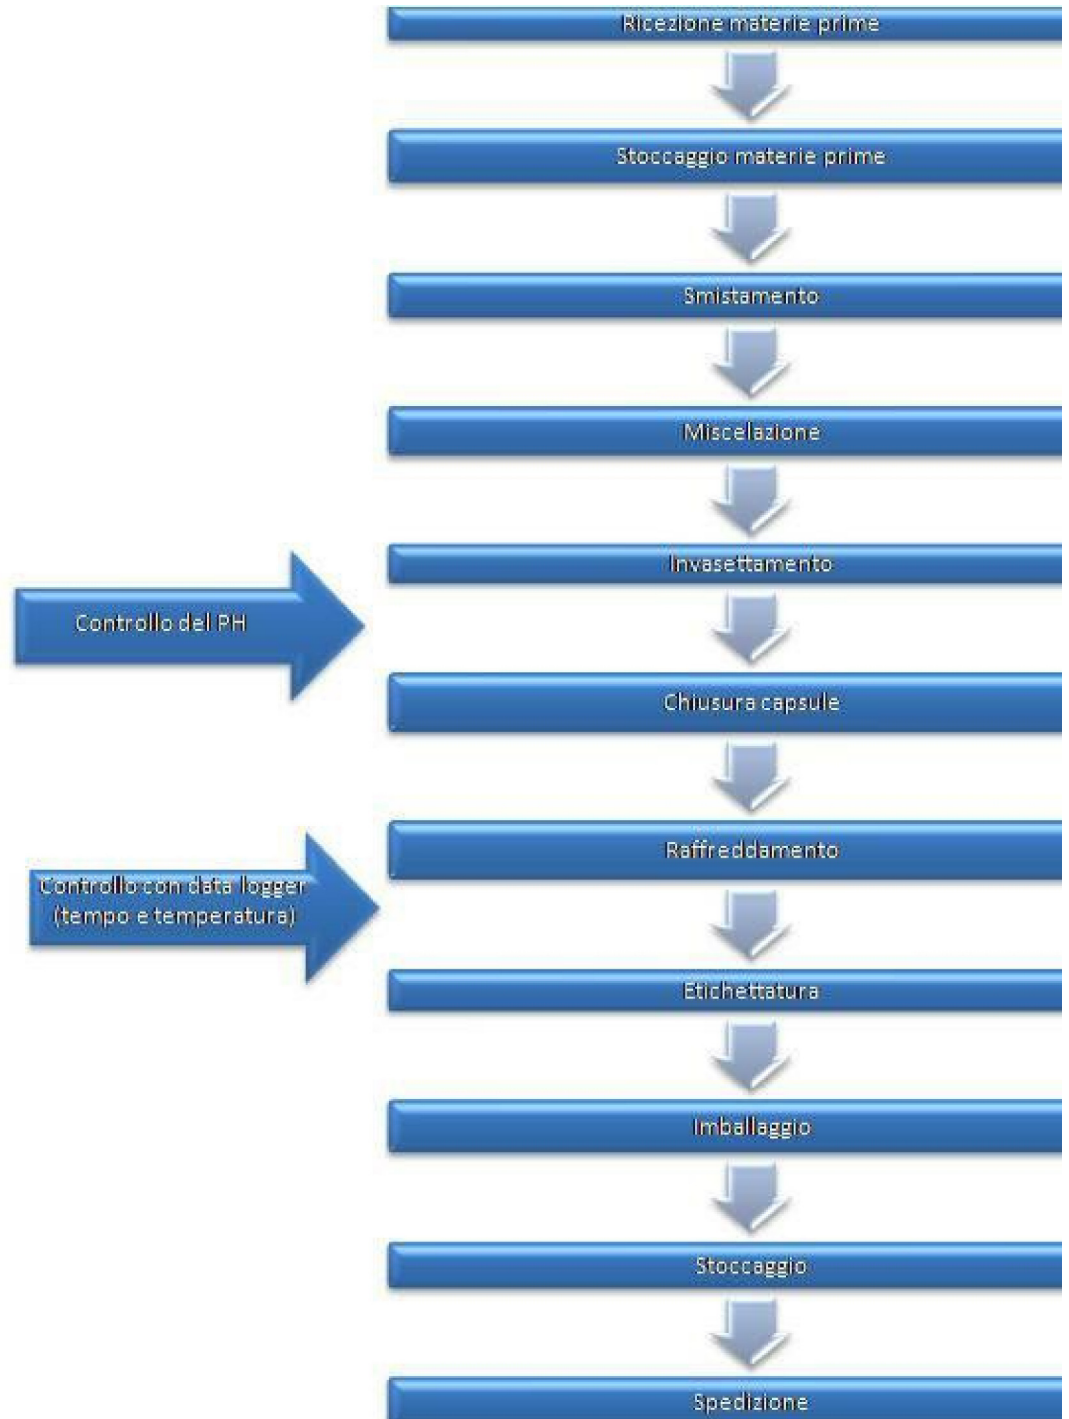 Ricezione materie prime
Stoccaggio materie prime
Smistamento
Miscelazione
Invasettamento
Controllo del PH
Chiusura capsule
Raffreddamento
Controllo con data logger
(tempo e temperatura)
Etichettatura
Imballaggio
Stoccaggio
Spedizione